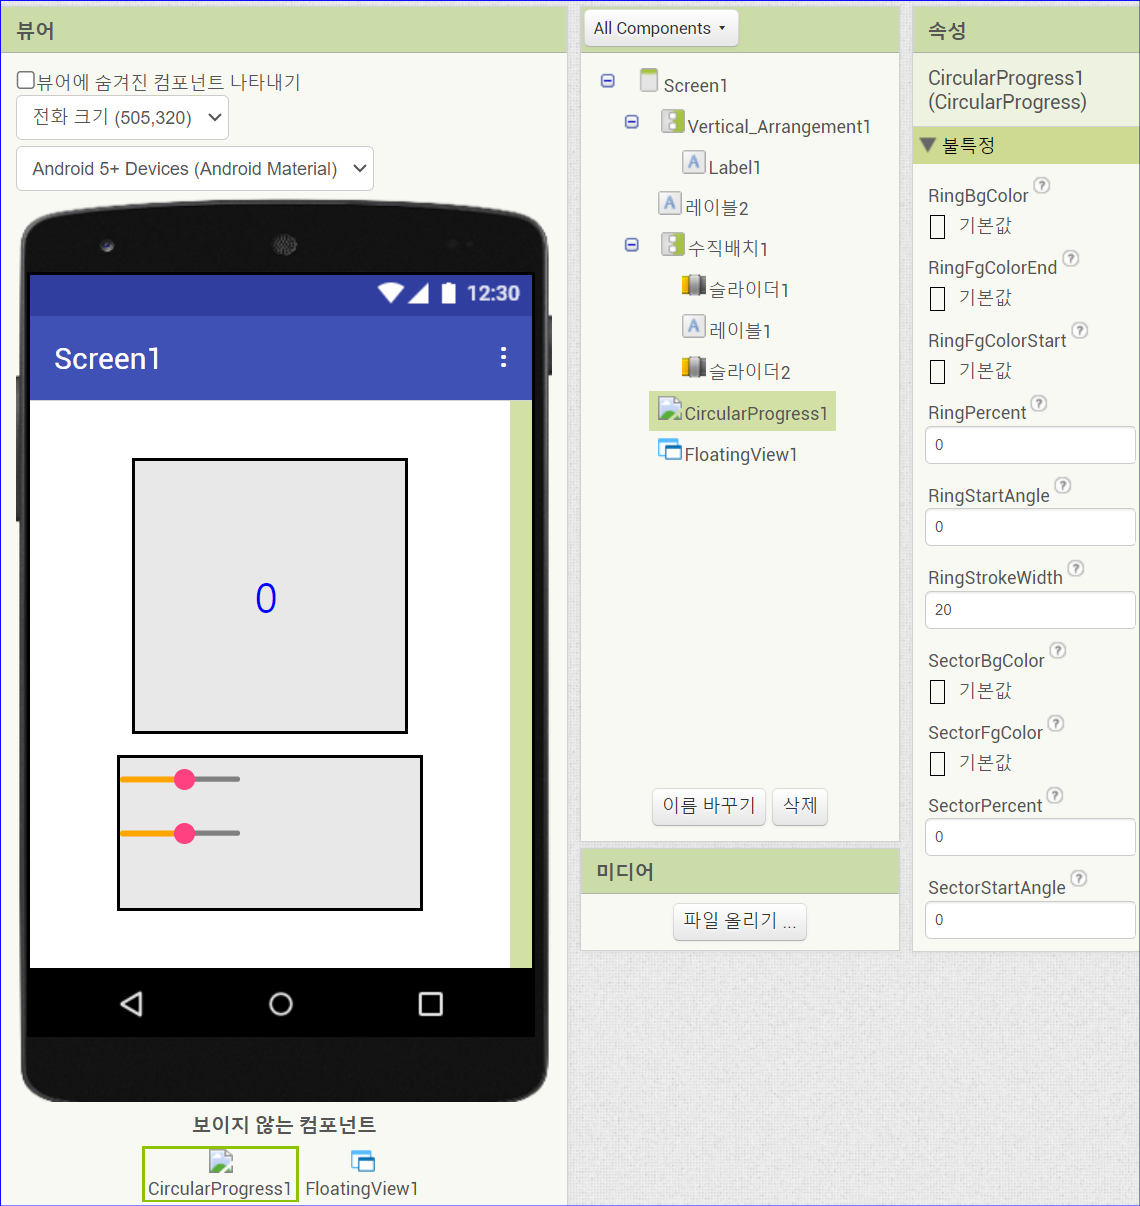 뷰어
뷰어에 숨겨진 컴포넌트 나타내기
전화 크기 (505,320)
Android 5+ Devices (Android Material)
12:30
Screen1
0
보이지 않는 컴포넌트
CircularProgress1
FloatingView1
All Components
Screen1
Vertical_Arrangement1
Label1
레이블2
수직배치1
슬라이더1
레이블1
슬라이더2
CircularProgress1
FloatingView1
이름 바꾸기
삭제
미디어
파일 올리기 ...
속성
CircularProgress1
(CircularProgress)
불특정
RingBgColor ?
기본값
RingFgColorEnd ?
기본값
RingFgColorStart ?
기본값
RingPercent ?
0
RingStartAngle ?
0
RingStrokeWidth ?
20
SectorBgColor ?
기본값
SectorFgColor ?
기본값
SectorPercent ?
0
SectorStartAngle ?
0